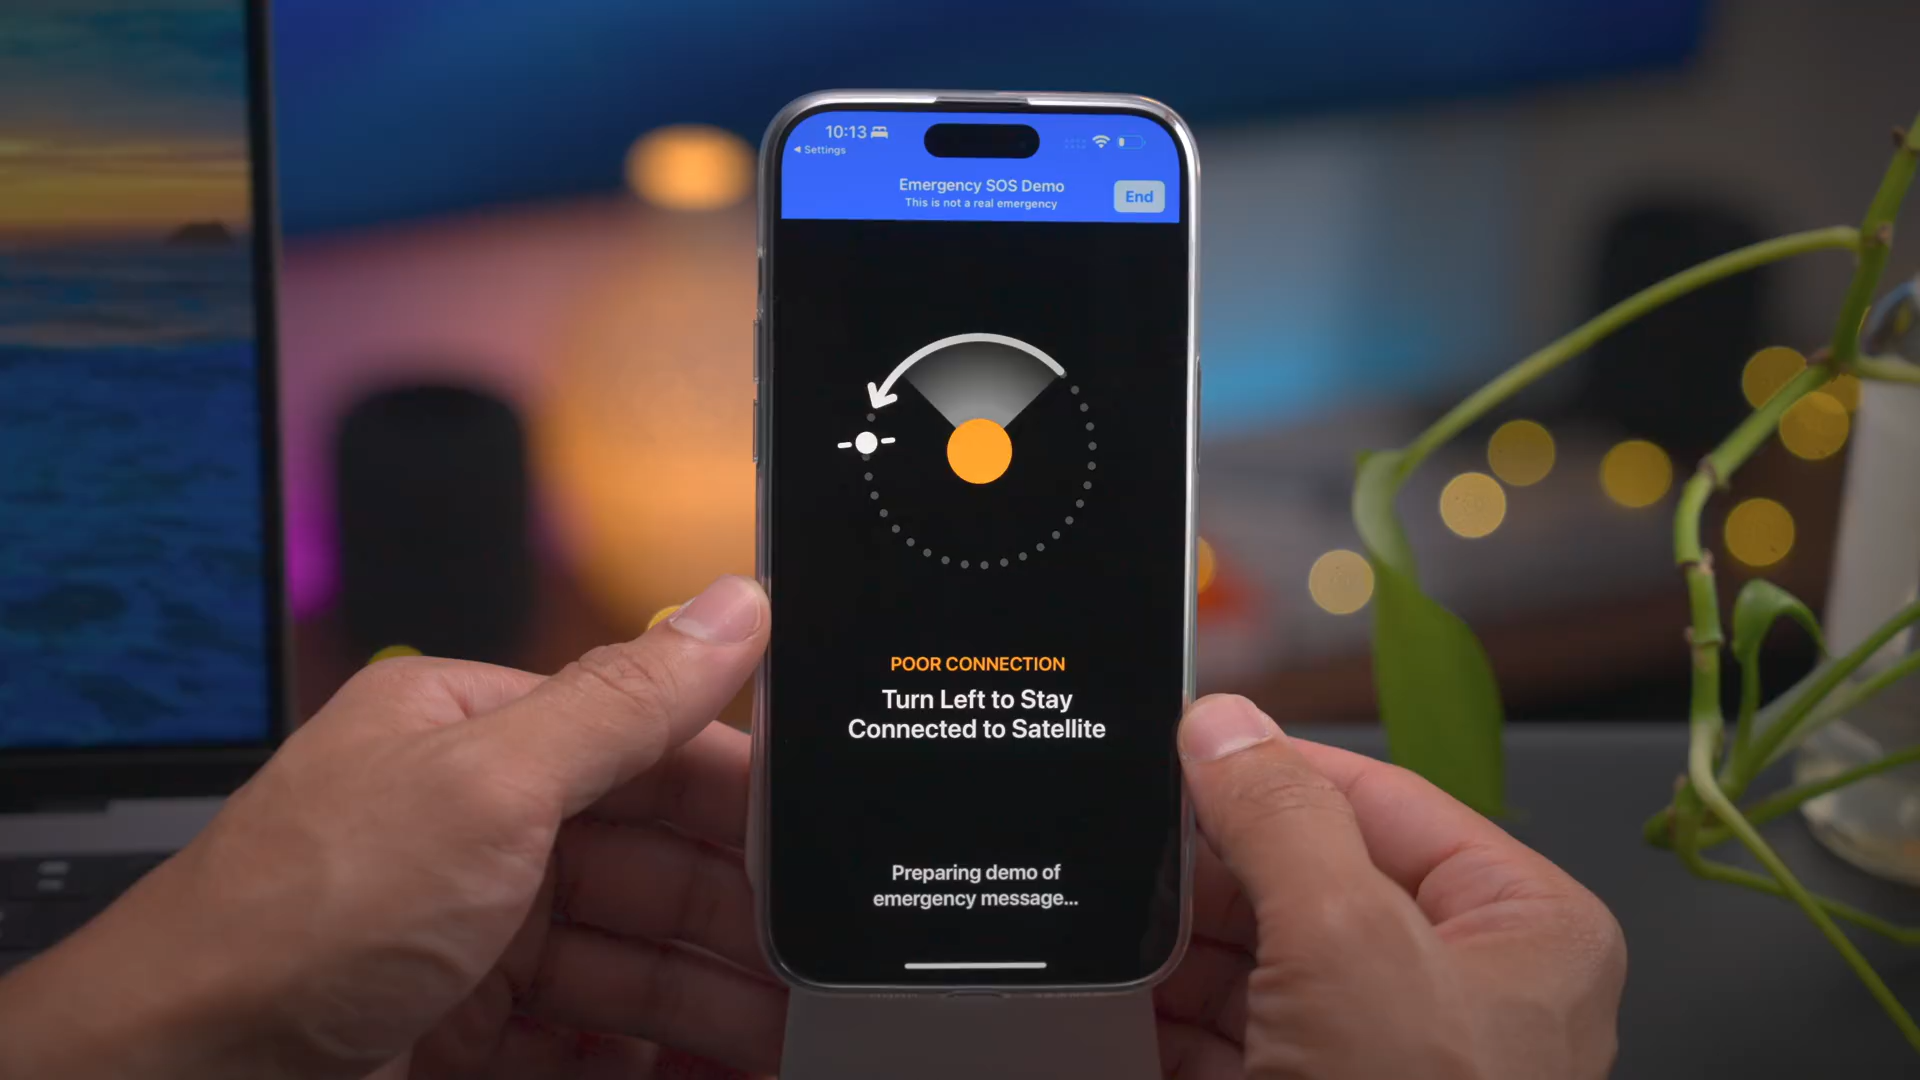 10:13
◀ Settings
Emergency SOS Demo
This is not a real emergency
End
POOR CONNECTION
Turn Left to Stay
Connected to Satellite
Preparing demo of
emergency message...